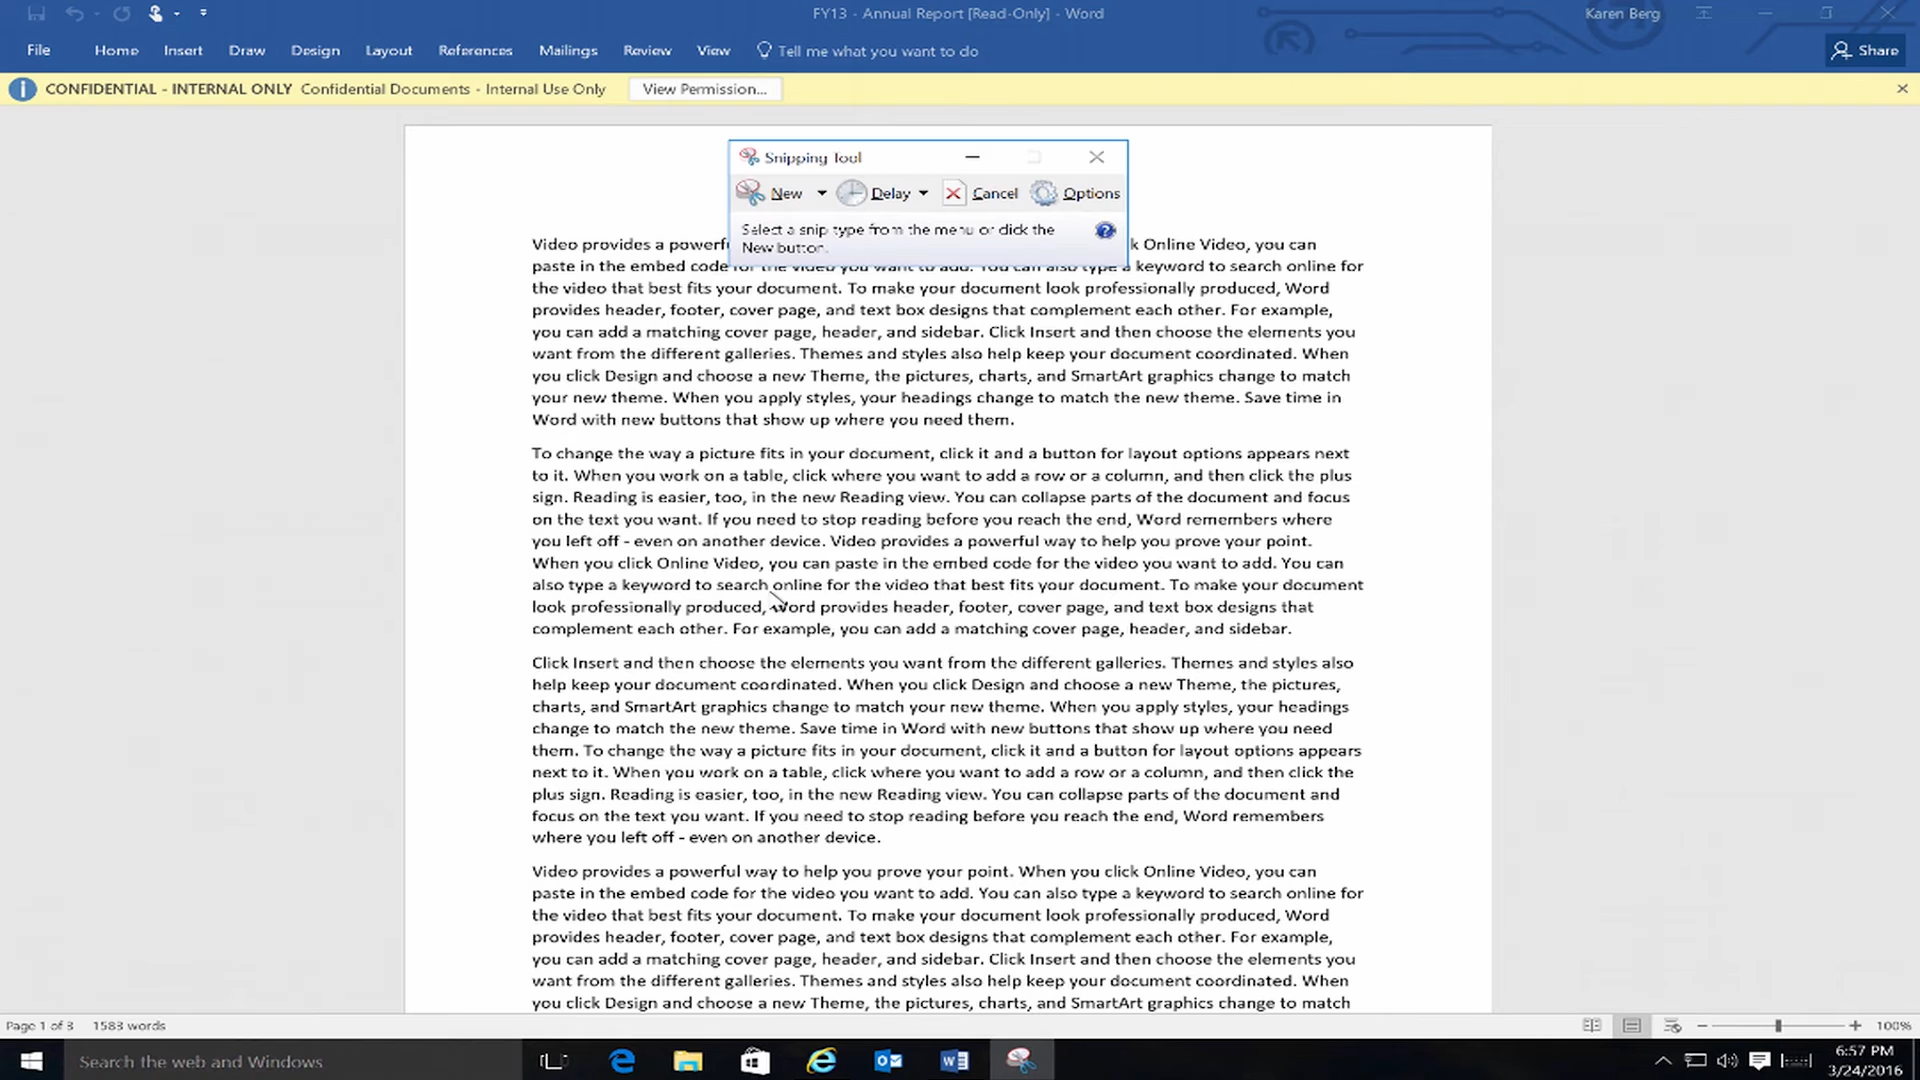 FY13 - Annual Report [Read-Only] - Word
Karen Berg
File Home Insert Draw Design Layout References Mailings Review View Tell me what you want to do Share
CONFIDENTIAL - INTERNAL ONLY Confidential Documents - Internal Use Only View Permission...
Snipping Tool
New Delay Cancel Options
Select a snip type from the menu or click the
New button.
Video provides a powerf k Online Video, you can
paste in the embed code for the video you want to add. You can also type a keyword to search online for
the video that best fits your document. To make your document look professionally produced, Word
provides header, footer, cover page, and text box designs that complement each other. For example,
you can add a matching cover page, header, and sidebar. Click Insert and then choose the elements you
want from the different galleries. Themes and styles also help keep your document coordinated. When
you click Design and choose a new Theme, the pictures, charts, and SmartArt graphics change to match
your new theme. When you apply styles, your headings change to match the new theme. Save time in
Word with new buttons that show up where you need them.
To change the way a picture fits in your document, click it and a button for layout options appears next
to it. When you work on a table, click where you want to add a row or a column, and then click the plus
sign. Reading is easier, too, in the new Reading view. You can collapse parts of the document and focus
on the text you want. If you need to stop reading before you reach the end, Word remembers where
you left off - even on another device. Video provides a powerful way to help you prove your point.
When you click Online Video, you can paste in the embed code for the video you want to add. You can
also type a keyword to search online for the video that best fits your document. To make your document
look professionally produced, Word provides header, footer, cover page, and text box designs that
complement each other. For example, you can add a matching cover page, header, and sidebar.
Click Insert and then choose the elements you want from the different galleries. Themes and styles also
help keep your document coordinated. When you click Design and choose a new Theme, the pictures,
charts, and SmartArt graphics change to match your new theme. When you apply styles, your headings
change to match the new theme. Save time in Word with new buttons that show up where you need
them. To change the way a picture fits in your document, click it and a button for layout options appears
next to it. When you work on a table, click where you want to add a row or a column, and then click the
plus sign. Reading is easier, too, in the new Reading view. You can collapse parts of the document and
focus on the text you want. If you need to stop reading before you reach the end, Word remembers
where you left off - even on another device.
Video provides a powerful way to help you prove your point. When you click Online Video, you can
paste in the embed code for the video you want to add. You can also type a keyword to search online for
the video that best fits your document. To make your document look professionally produced, Word
provides header, footer, cover page, and text box designs that complement each other. For example,
you can add a matching cover page, header, and sidebar. Click Insert and then choose the elements you
want from the different galleries. Themes and styles also help keep your document coordinated. When
you click Design and choose a new Theme, the pictures, charts, and SmartArt graphics change to match
Page 1 of 3 1583 words 100%
Search the web and Windows
6:57 PM
3/24/2016